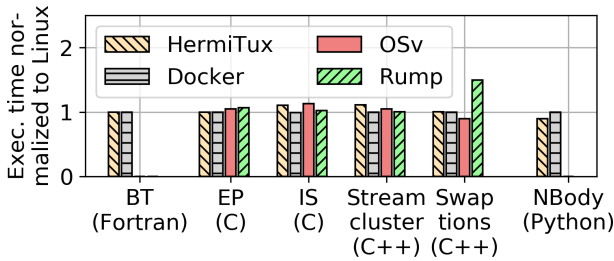 Exec. time nor-
malized to Linux
2
1
0
HermiTux
Docker
OSv
Rump
BT
(Fortran)
EP
(C)
IS
(C)
Stream
cluster
(C++)
Swap
tions
(C++)
NBody
(Python)